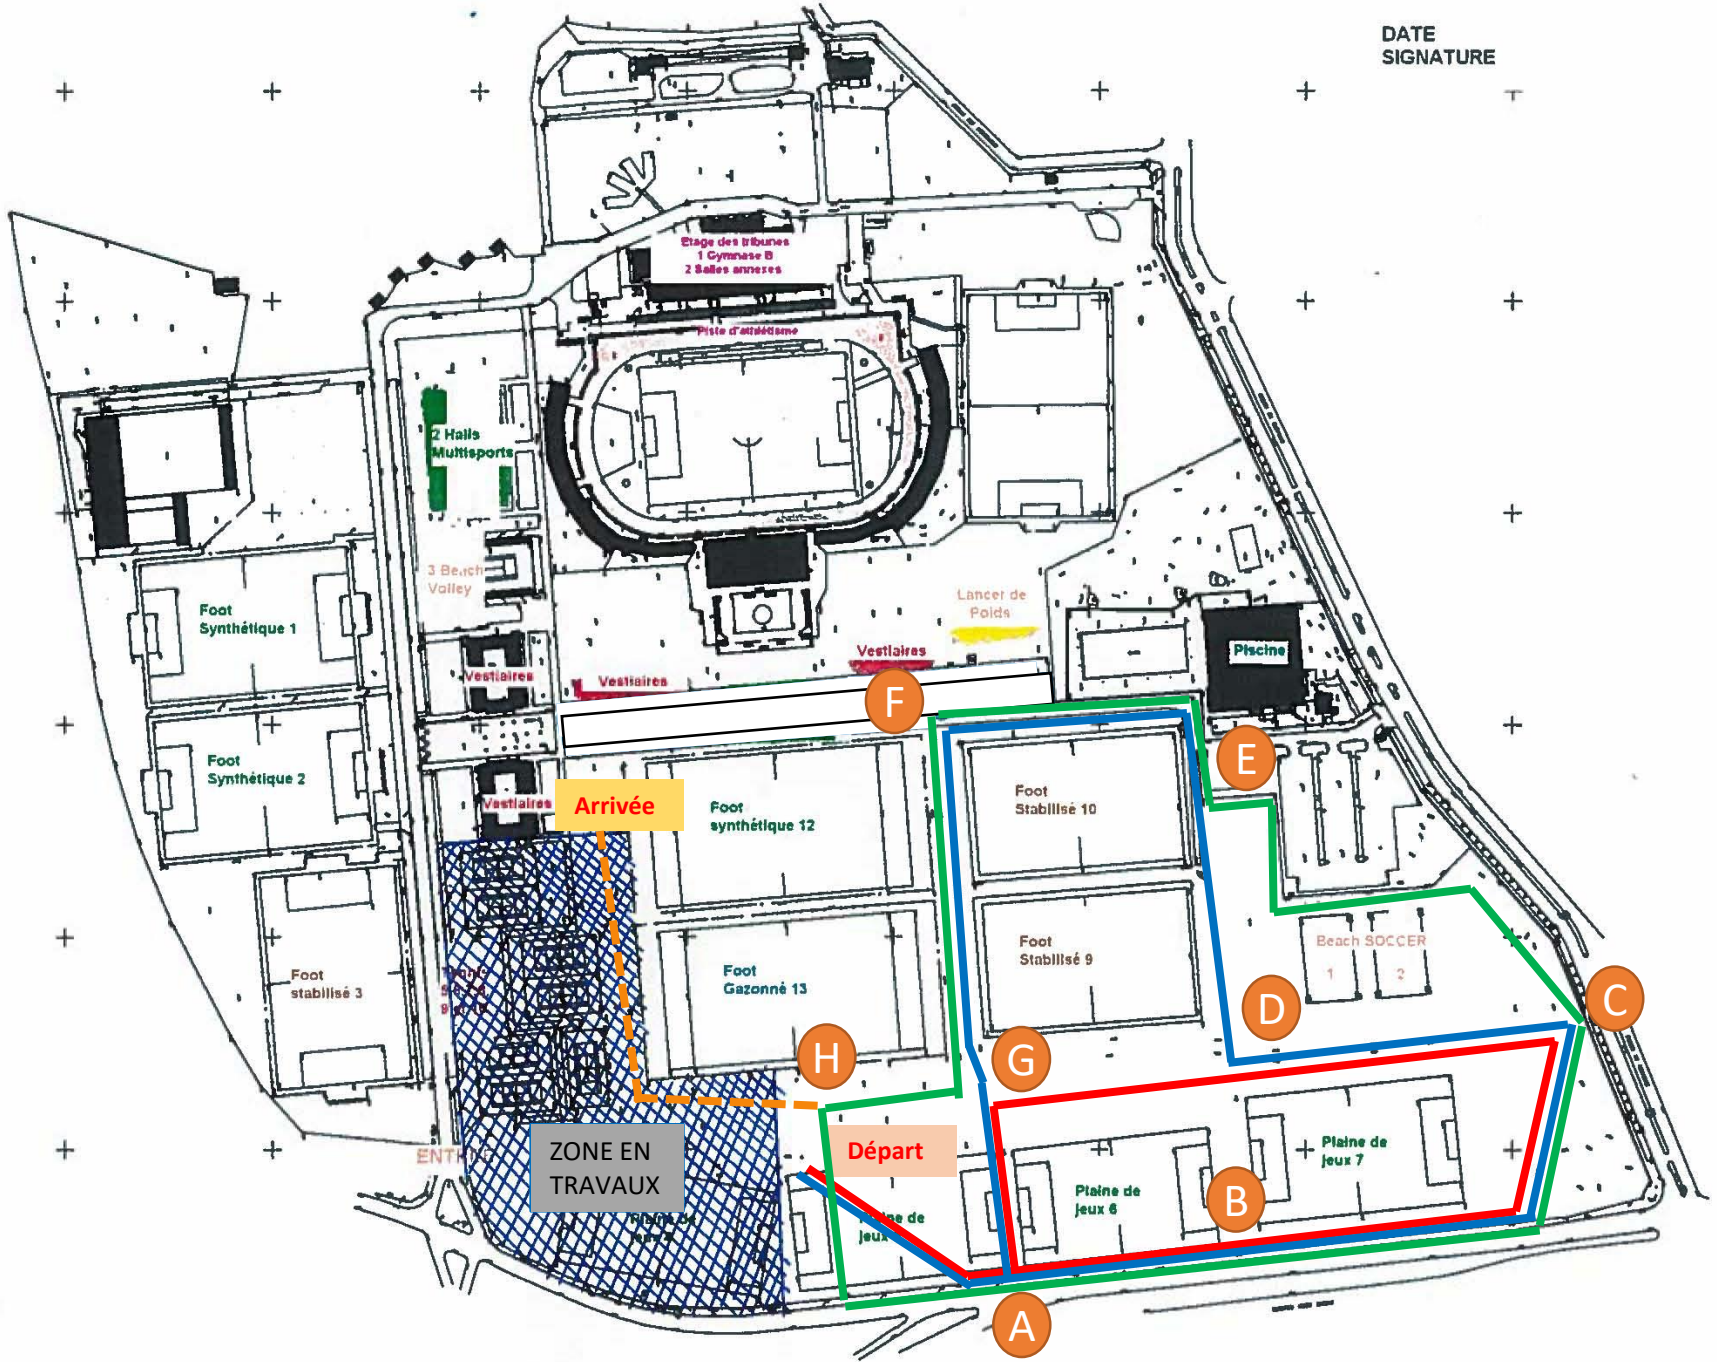 DATE
SIGNATURE
Etage des tribunes
1 Gymnase B
2 Salles annexes
Piste d'athlétisme
2 Halls
Multisports
3 Beach
Volley
Foot
Synthétique 1
Lancer de
Poids
Vestiaires
Piscine
Vestiaires
Vestiaires
F
Foot
Synthétique 2
E
Vestiaires
Arrivée
Foot
synthétique 12
Foot
Stabilisé 10
Foot
Stabilisé 9
Beach SOCCER
1
2
Foot
stabilisé 3
Foot
Gazonné 13
D
C
H
G
ZONE EN
TRAVAUX
Départ
Plaine de
jeux 7
Plaine de
jeux 6
B
A